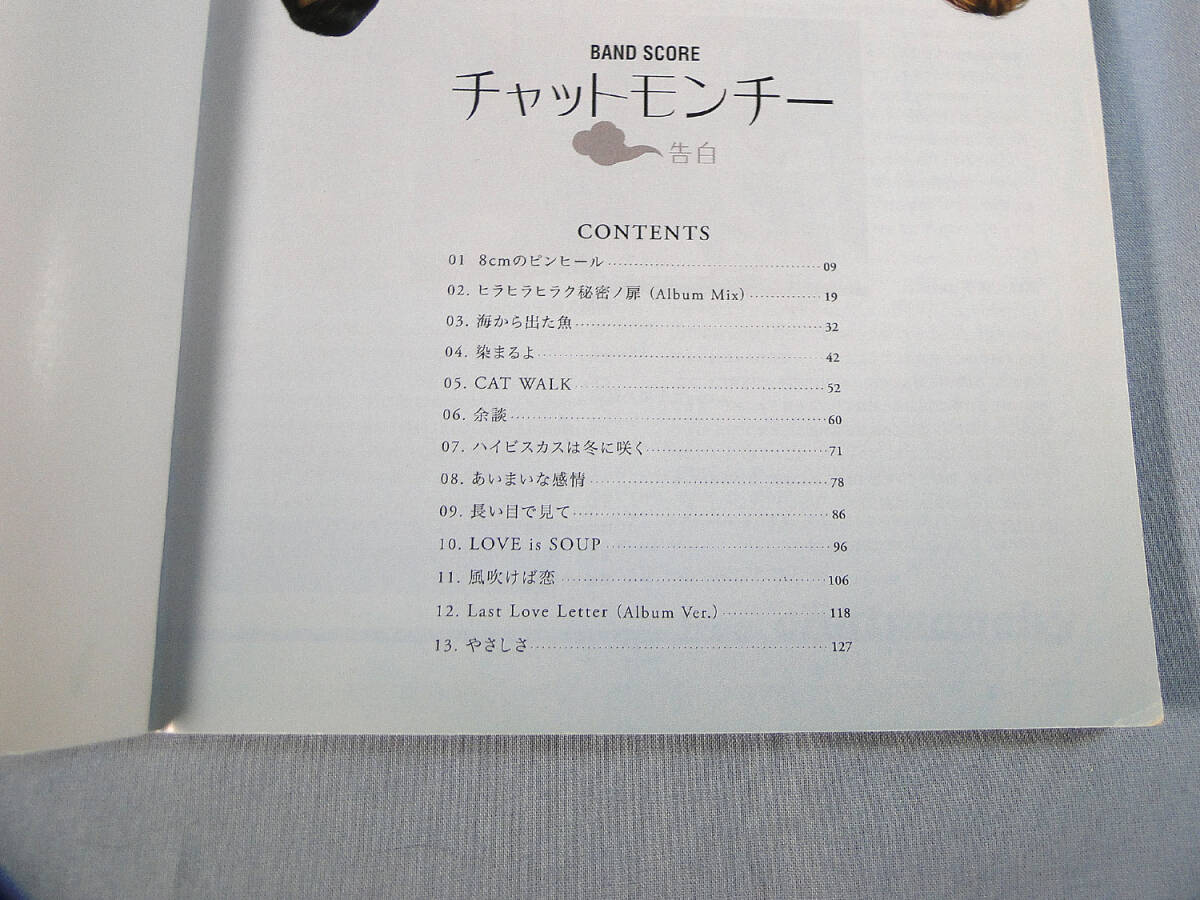 BAND SCORE
チャットモンチー
告白
CONTENTS
01 8cmのピンヒール 09
02. ヒラヒラヒラク秘密ノ扉 (Album Mix) 19
03. 海から出た魚 32
04. 染まるよ 42
05. CAT WALK 52
06. 余談 60
07. ハイビスカスは冬に咲く 71
08. あいまいな感情 78
09. 長い目で見て 86
10. LOVE is SOUP 96
11. 風吹けば恋 106
12. Last Love Letter (Album Ver.) 118
13. やさしさ 127